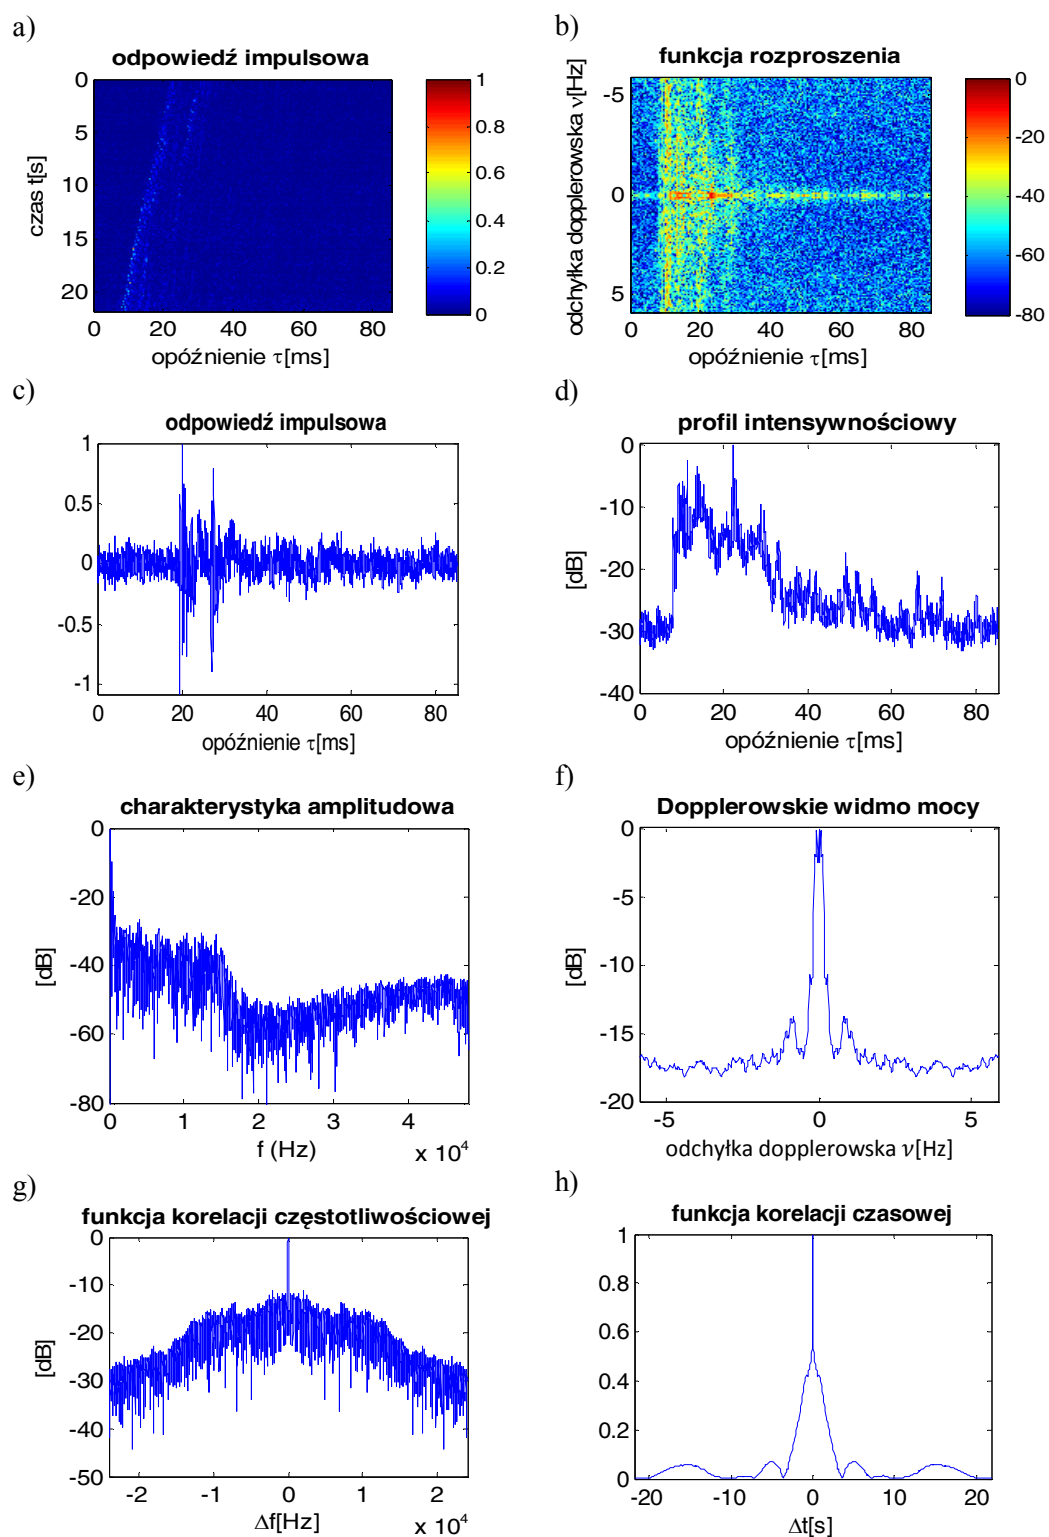 a)
odpowiedź impulsowa
czas t[s]
0
5
10
15
20
0 20 40 60 80
opóźnienie τ[ms]
1
0.8
0.6
0.4
0.2
0
b)
funkcja rozproszenia
odchyłka dopplerowska ν[Hz]
-5
0
5
0 20 40 60 80
opóźnienie τ[ms]
0
-20
-40
-60
-80
c)
odpowiedź impulsowa
1
0.5
0
-0.5
-1
0 20 40 60 80
opóźnienie τ[ms]
d)
profil intensywnościowy
[dB]
0
-10
-20
-30
-40
0 20 40 60 80
opóźnienie τ[ms]
e)
charakterystyka amplitudowa
[dB]
0
-20
-40
-60
-80
0 1 2 3 4
f (Hz)
x 10⁴
f)
Dopplerowskie widmo mocy
[dB]
0
-5
-10
-15
-20
-5 0 5
odchyłka dopplerowska ν[Hz]
g)
funkcja korelacji częstotliwościowej
[dB]
0
-10
-20
-30
-40
-50
-2 -1 0 1 2
Δf[Hz]
x 10⁴
h)
funkcja korelacji czasowej
1
0.8
0.6
0.4
0.2
0
-20 -10 0 10 20
Δt[s]